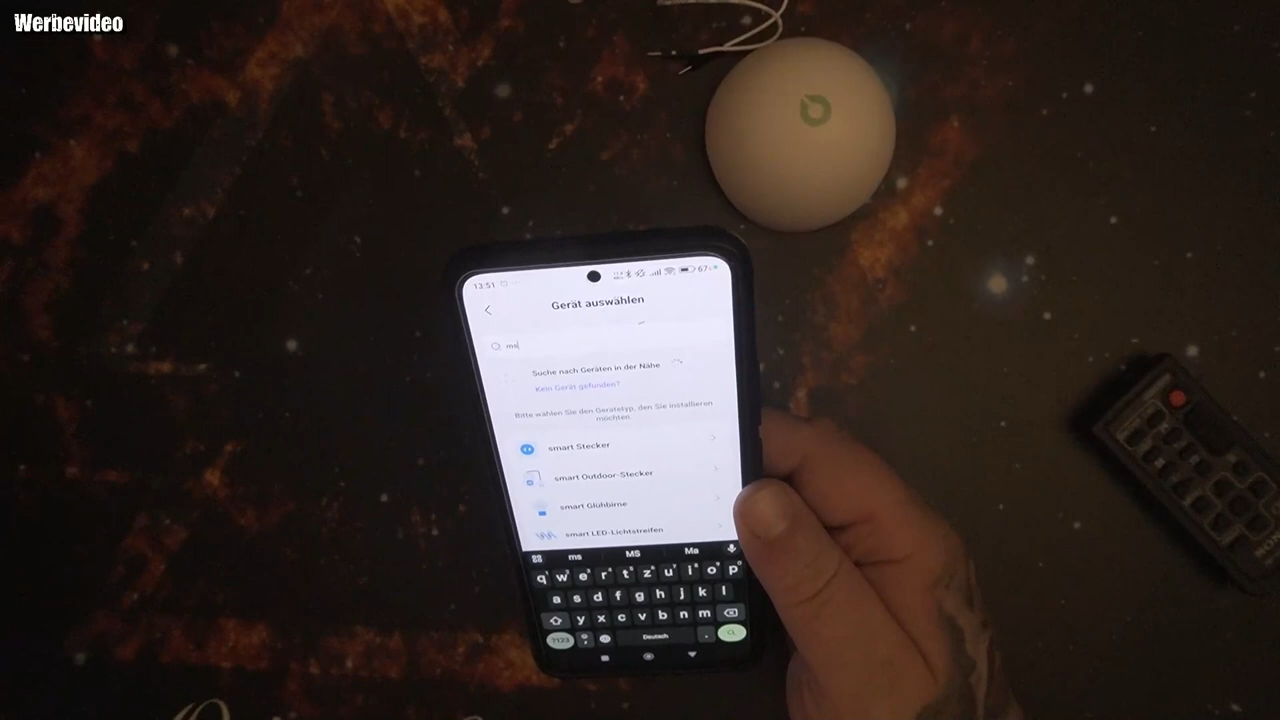 Werbevideo
13:51
67
Gerät auswählen
ms
Suche nach Geräten in der Nähe
Kein Gerät gefunden?
Bitte wählen Sie den Gerätetyp, den Sie installieren
möchten
smart Stecker
smart Outdoor-Stecker
smart Glühbirne
smart LED-Lichtstreifen
ms MS Ma
q w e r t z u i o p
a s d f g h j k l
y x c v b n m
?123 Deutsch .